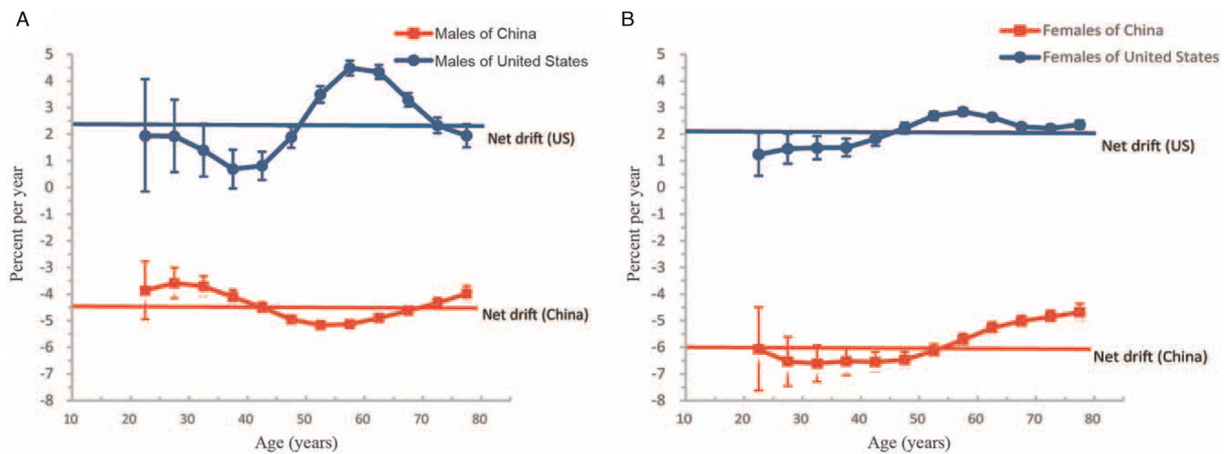 A
Males of China
Males of United States
5
4
3
2
1
0
-1
-2
-3
-4
-5
-6
-7
-8
Percent per year
Net drift (US)
Net drift (China)
10 20 30 40 50 60 70 80
Age (years)
B
Females of China
Females of United States
5
4
3
2
1
0
-1
-2
-3
-4
-5
-6
-7
-8
Percent per year
Net drift (US)
Net drift (China)
10 20 30 40 50 60 70 80
Age (years)